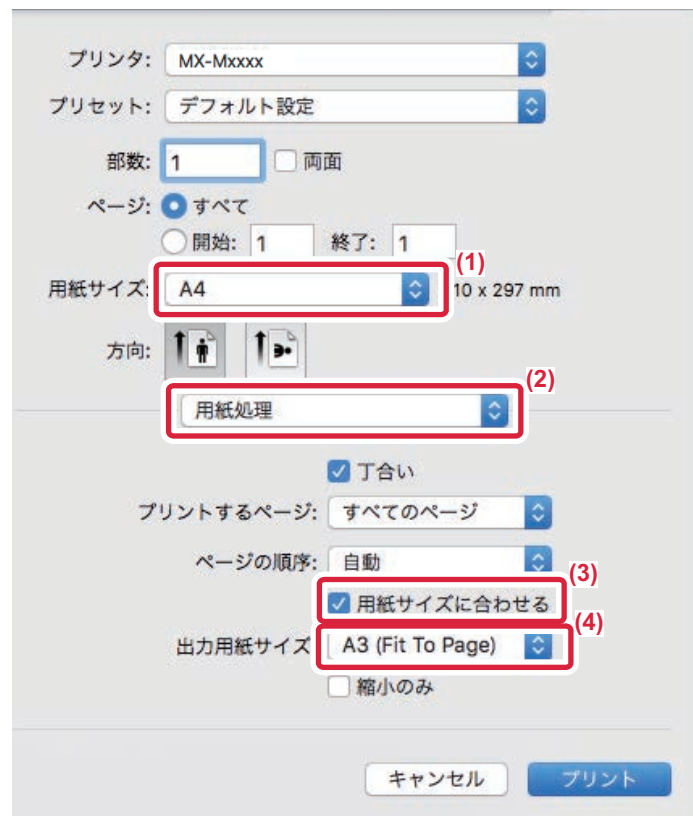 プリンタ: MX-Mxxxx
プリセット: デフォルト設定
部数: 1 両面
ページ: すべて
開始: 1 終了: 1
(1)
用紙サイズ: A4 10 x 297 mm
方向:
(2)
用紙処理
丁合い
プリントするページ: すべてのページ
ページの順序: 自動
(3)
用紙サイズに合わせる
(4)
出力用紙サイズ A3 (Fit To Page)
縮小のみ
キャンセル プリント